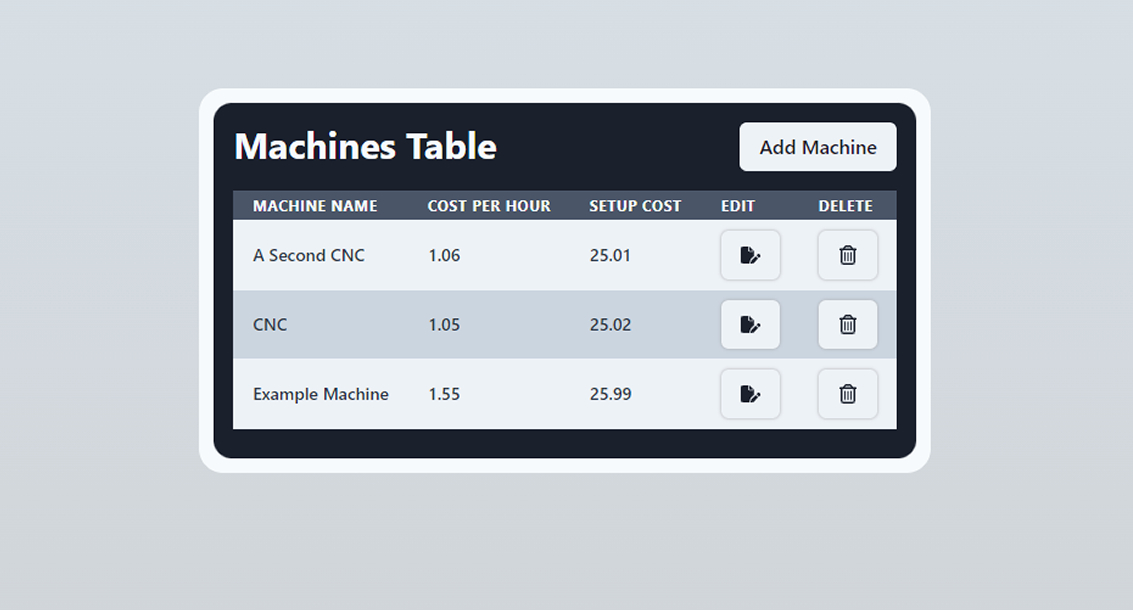 Machines Table
Add Machine
MACHINE NAME COST PER HOUR SETUP COST EDIT DELETE
A Second CNC 1.06 25.01
CNC 1.05 25.02
Example Machine 1.55 25.99